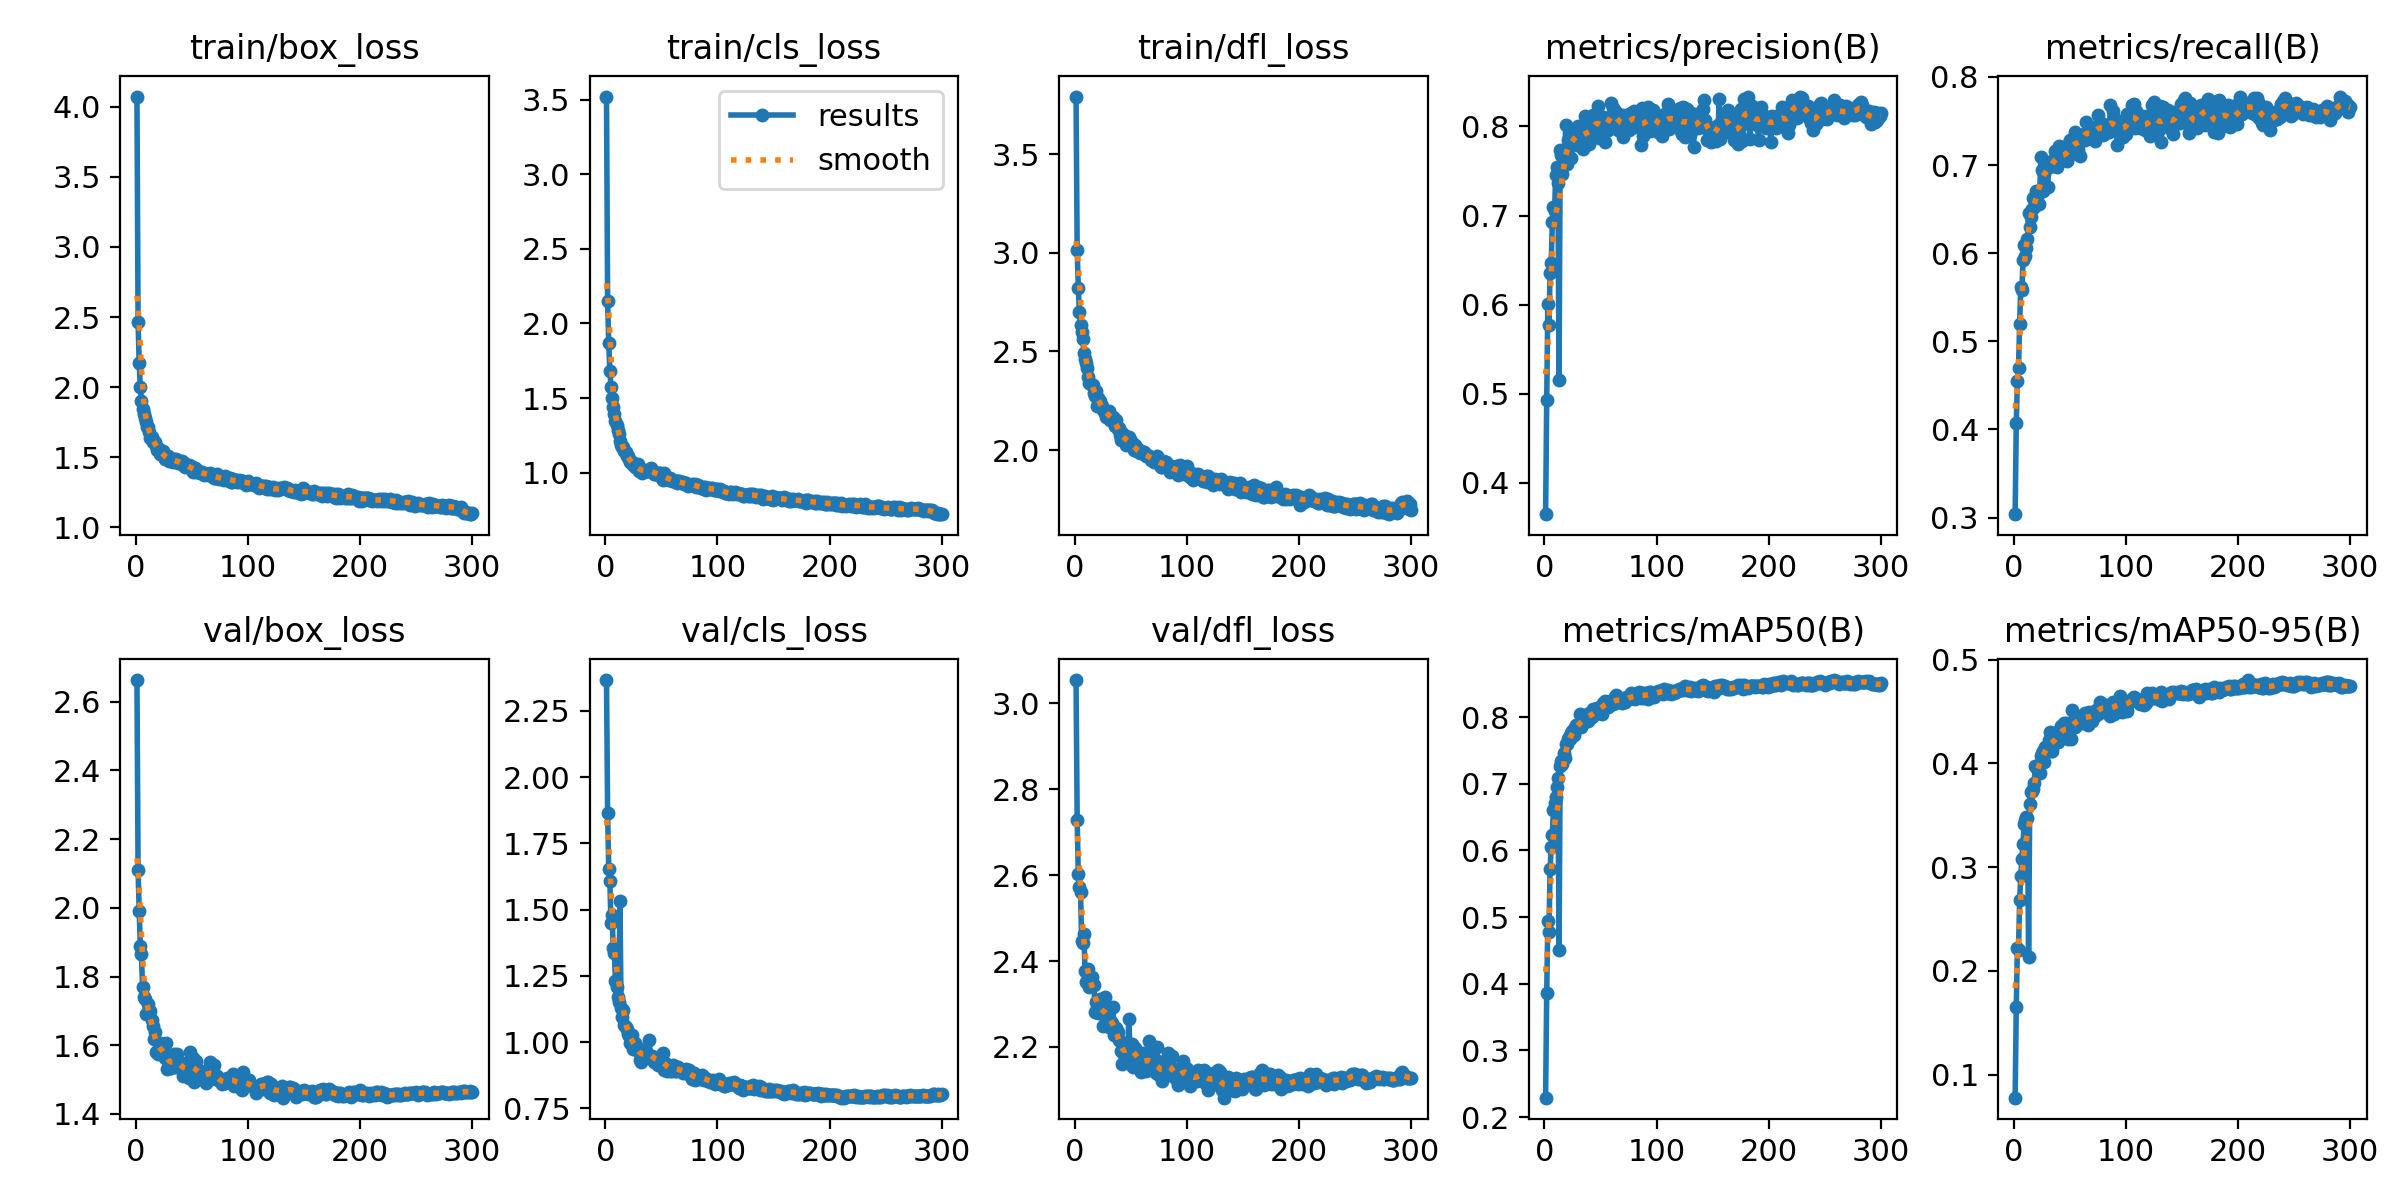 train/box_loss
4.0
3.5
3.0
2.5
2.0
1.5
1.0
0 100 200 300
train/cls_loss
results
smooth
3.5
3.0
2.5
2.0
1.5
1.0
0 100 200 300
train/dfl_loss
3.5
3.0
2.5
2.0
0 100 200 300
metrics/precision(B)
0.8
0.7
0.6
0.5
0.4
0 100 200 300
metrics/recall(B)
0.8
0.7
0.6
0.5
0.4
0.3
0 100 200 300
val/box_loss
2.6
2.4
2.2
2.0
1.8
1.6
1.4
0 100 200 300
val/cls_loss
2.25
2.00
1.75
1.50
1.25
1.00
0.75
0 100 200 300
val/dfl_loss
3.0
2.8
2.6
2.4
2.2
0 100 200 300
metrics/mAP50(B)
0.8
0.7
0.6
0.5
0.4
0.3
0.2
0 100 200 300
metrics/mAP50-95(B)
0.5
0.4
0.3
0.2
0.1
0 100 200 300